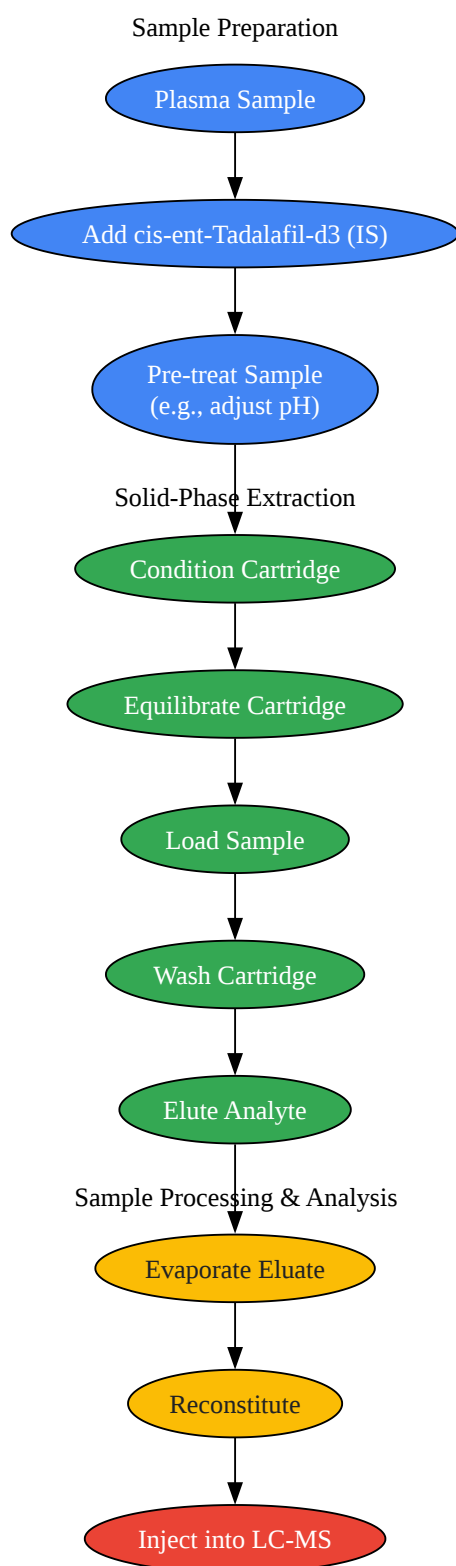 Sample Preparation
Plasma Sample
Add cis-ent-Tadalafil-d3 (IS)
Pre-treat Sample
(e.g., adjust pH)
Solid-Phase Extraction
Condition Cartridge
Equilibrate Cartridge
Load Sample
Wash Cartridge
Elute Analyte
Sample Processing & Analysis
Evaporate Eluate
Reconstitute
Inject into LC-MS